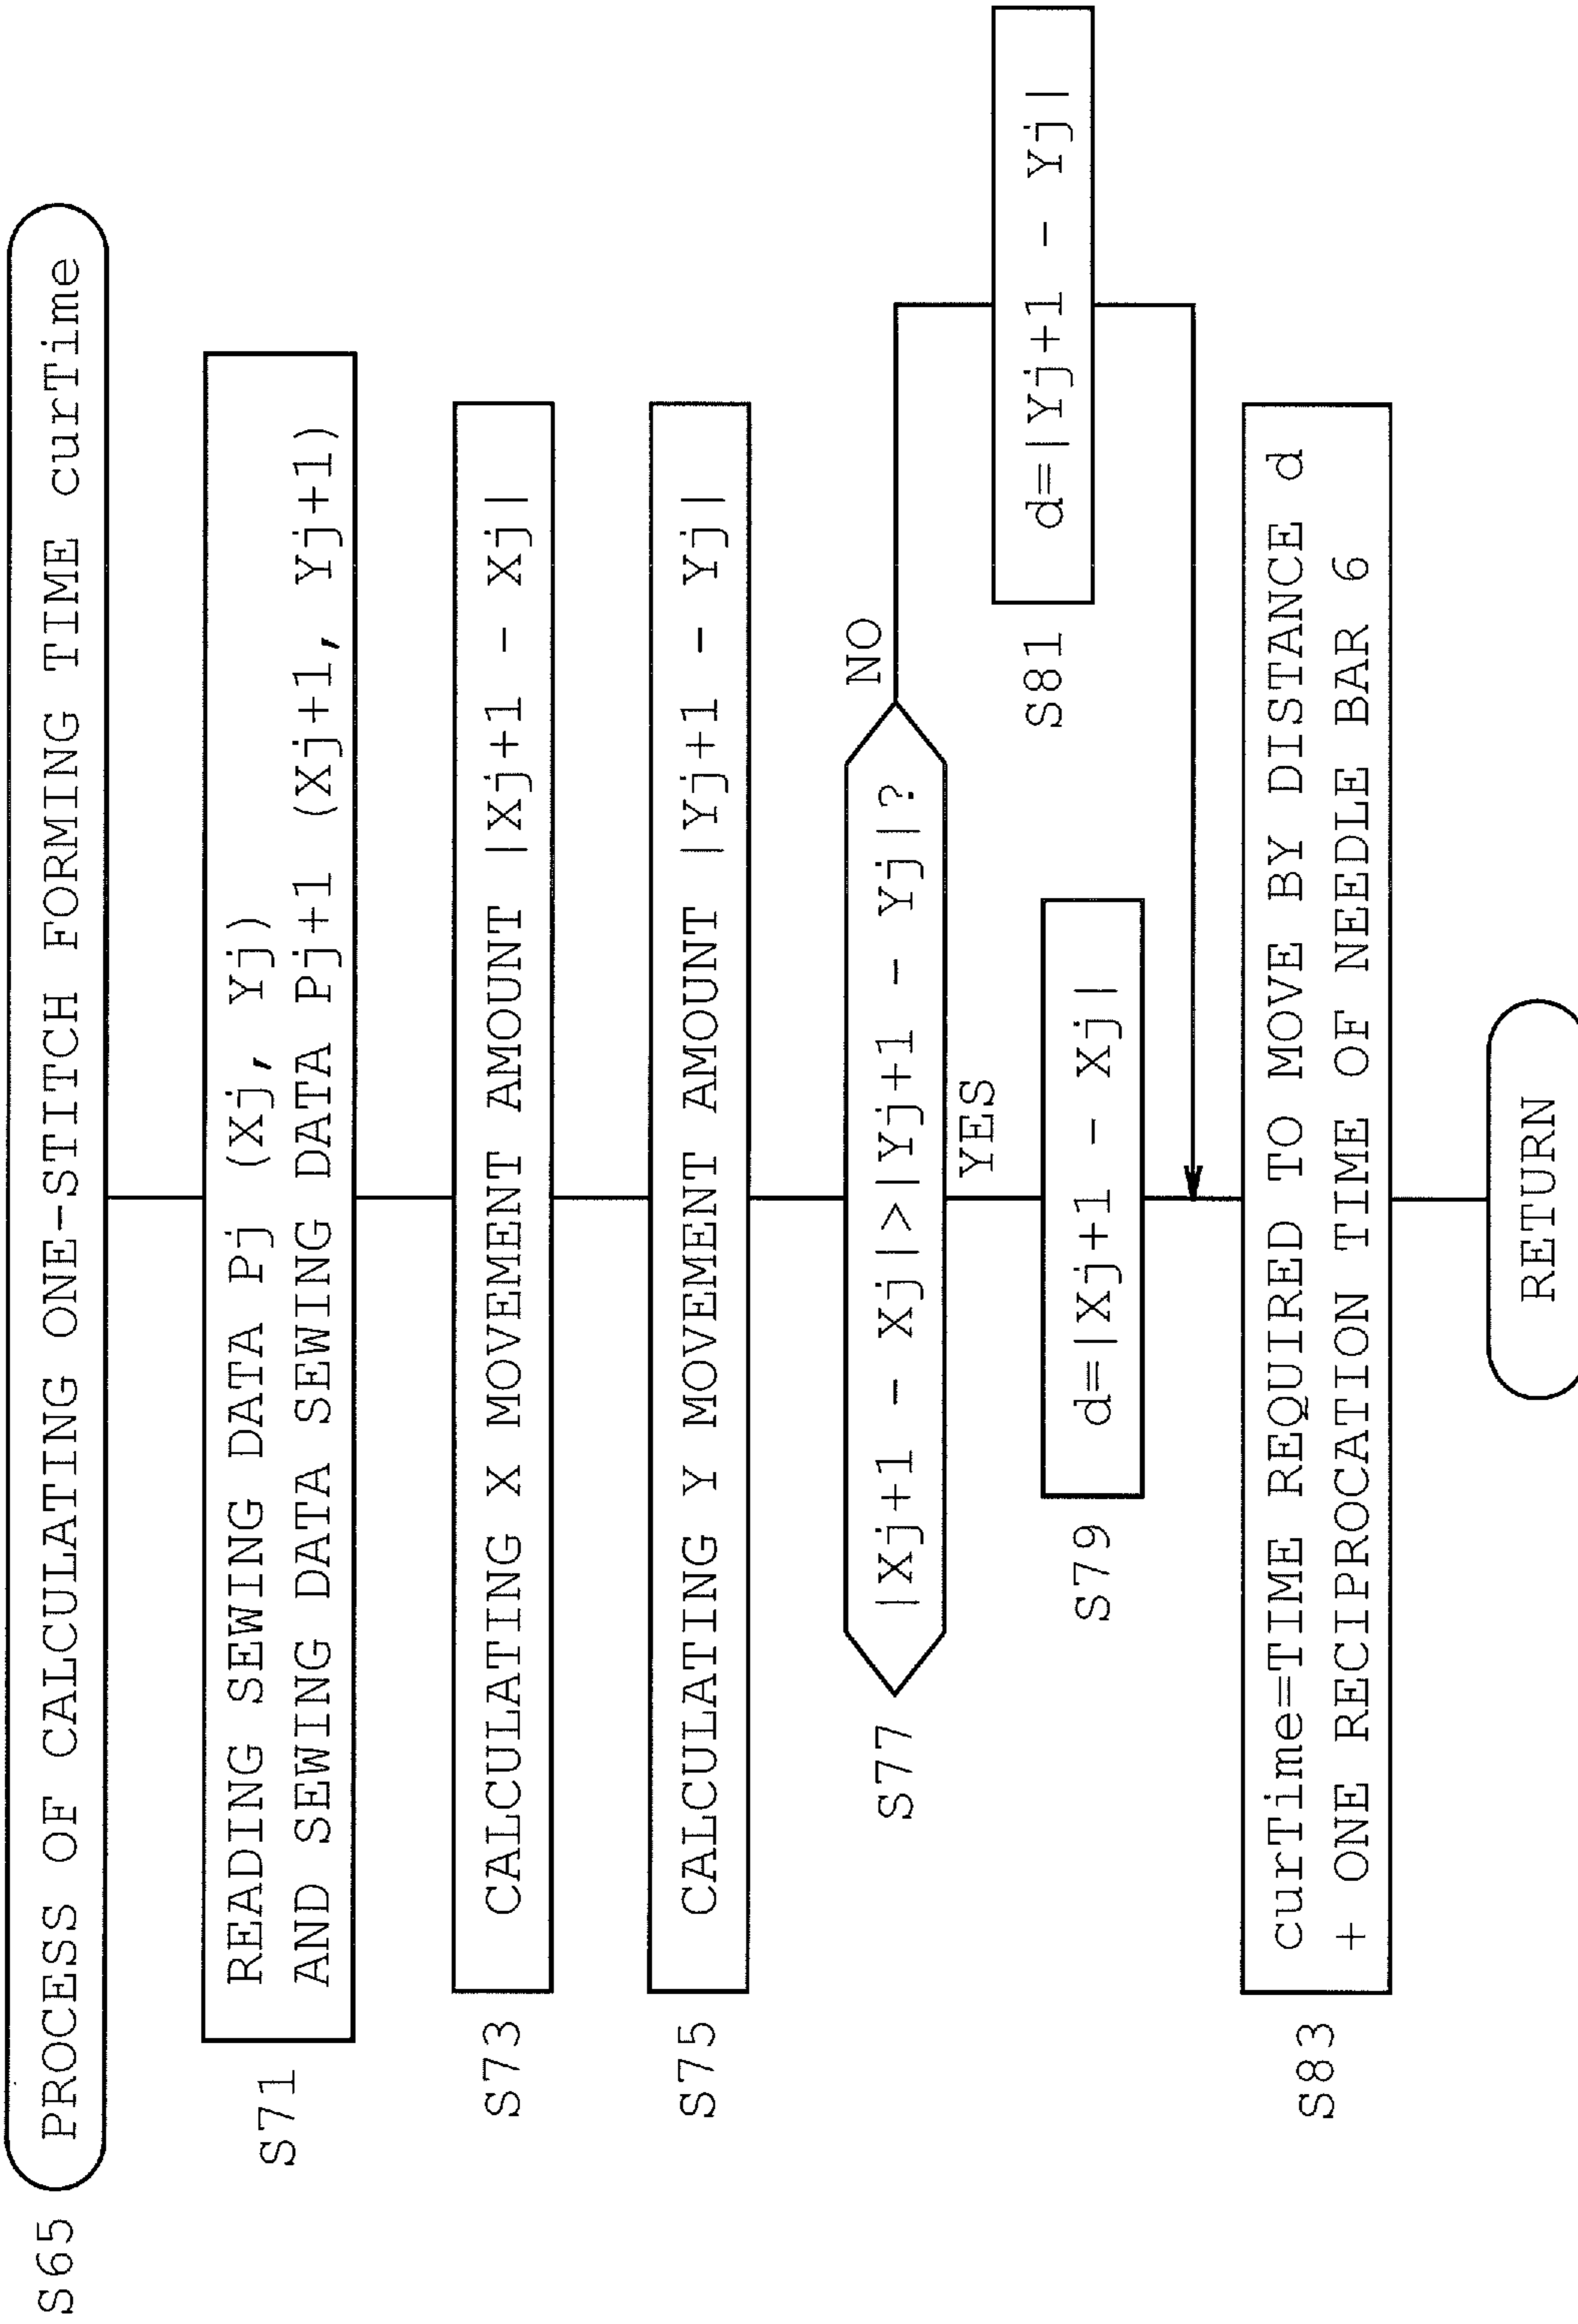 S65 PROCESS OF CALCULATING ONE-STITCH FORMING TIME curTime
S71
READING SEWING DATA Pj (Xj, Yj)
AND SEWING DATA SEWING DATA Pj+1 (Xj+1, Yj+1)
S73 CALCULATING X MOVEMENT AMOUNT |Xj+1 - Xj|
S75 CALCULATING Y MOVEMENT AMOUNT |Yj+1 - Yj|
S77 |Xj+1 - Xj|>|Yj+1 - Yj|?
NO
YES
S81 d=|Yj+1 - Yj|
S79 d=|Xj+1 - Xj|
S83
curTime=TIME REQUIRED TO MOVE BY DISTANCE d
+ ONE RECIPROCATION TIME OF NEEDLE BAR 6
RETURN